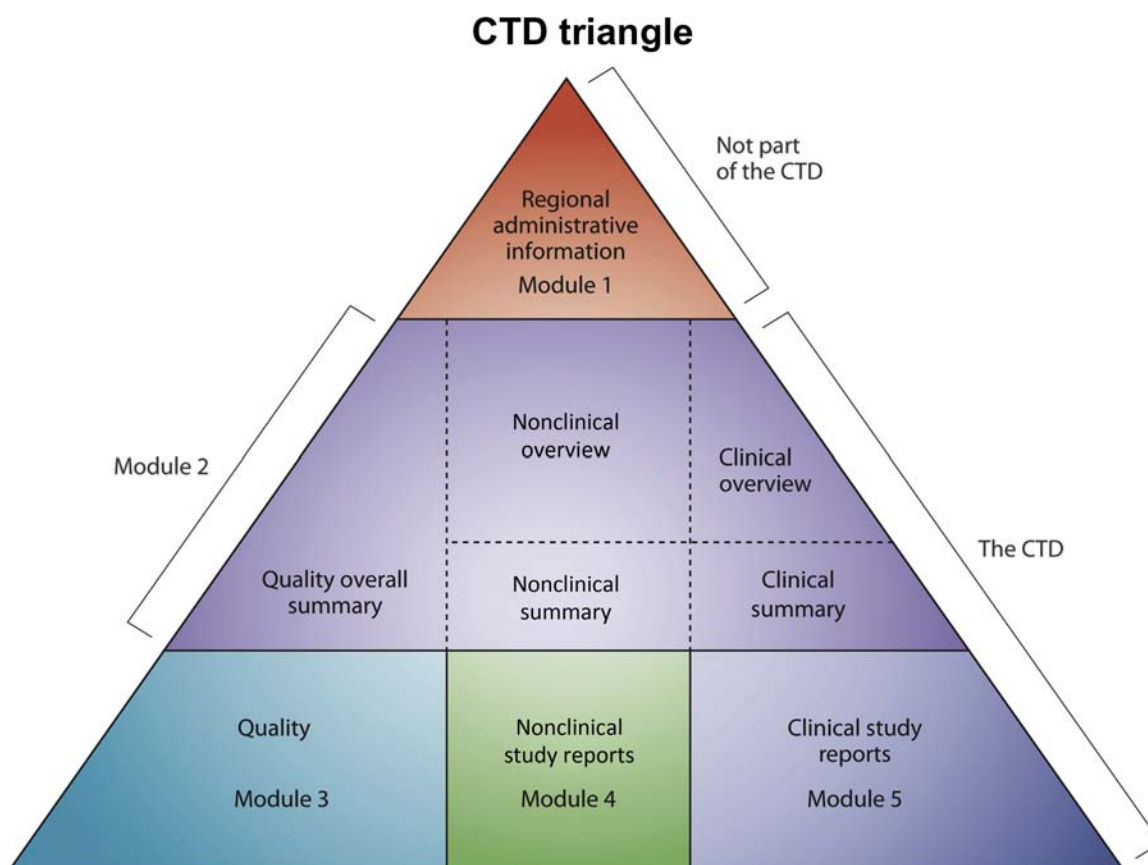 CTD triangle
Not part
of the CTD
Regional
administrative
information
Module 1
Module 2
Nonclinical
overview
Clinical
overview
The CTD
Quality overall
summary
Nonclinical
summary
Clinical
summary
Quality
Module 3
Nonclinical
study reports
Module 4
Clinical study
reports
Module 5